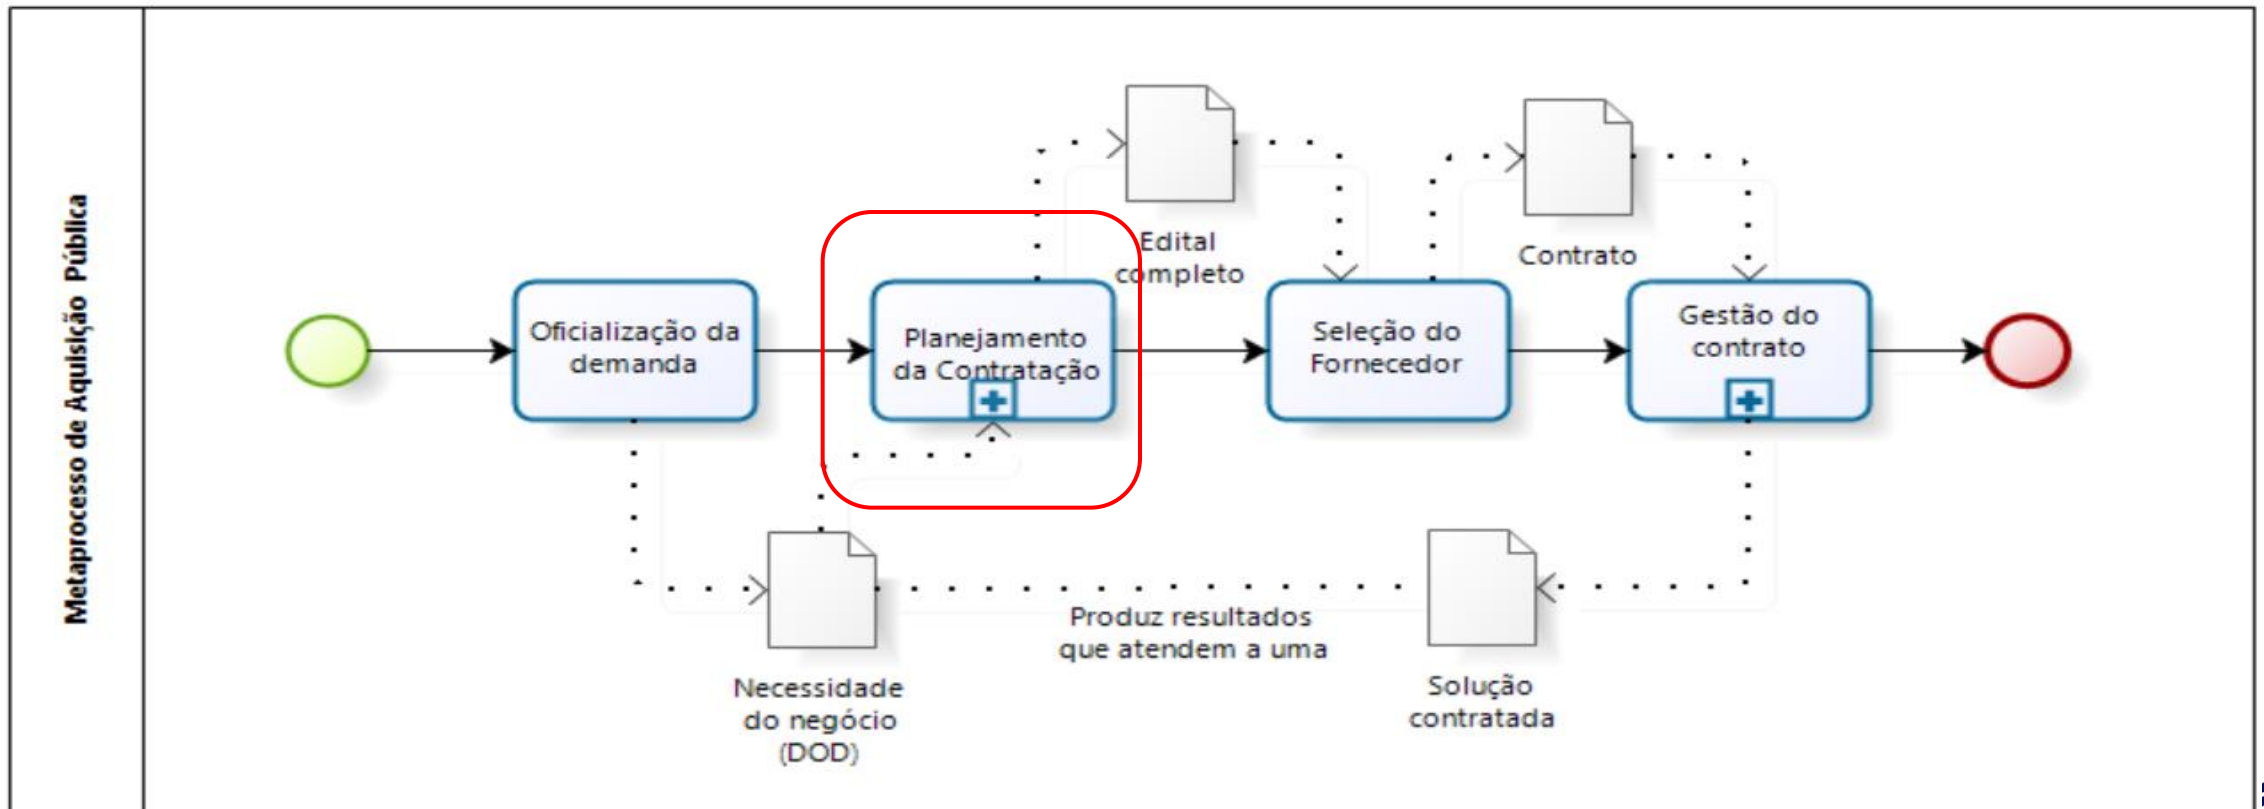 Metaprocesso de Aquisição Pública
Oficialização da
demanda
Planejamento
da Contratação
Edital
completo
Seleção do
Fornecedor
Contrato
Gestão do
contrato
Produz resultados
que atendem a uma
Necessidade
do negócio
(DOD)
Solução
contratada